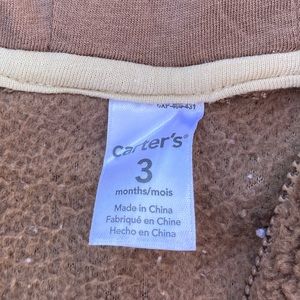 carter's®
3
months/mois
Made in China
Fabriqué en Chine
Hecho en China